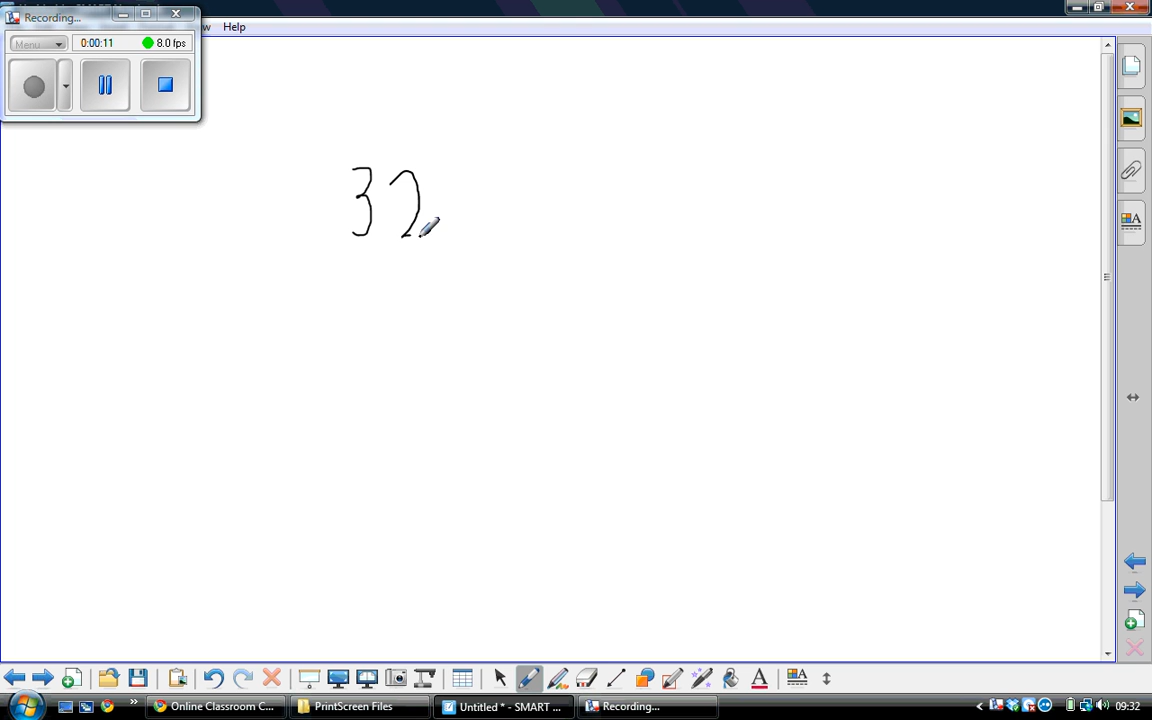 Recording...
w Help
Menu
0:00:11
8.0 fps
32
Online Classroom C...
PrintScreen Files
Untitled * - SMART ...
Recording...
09:32